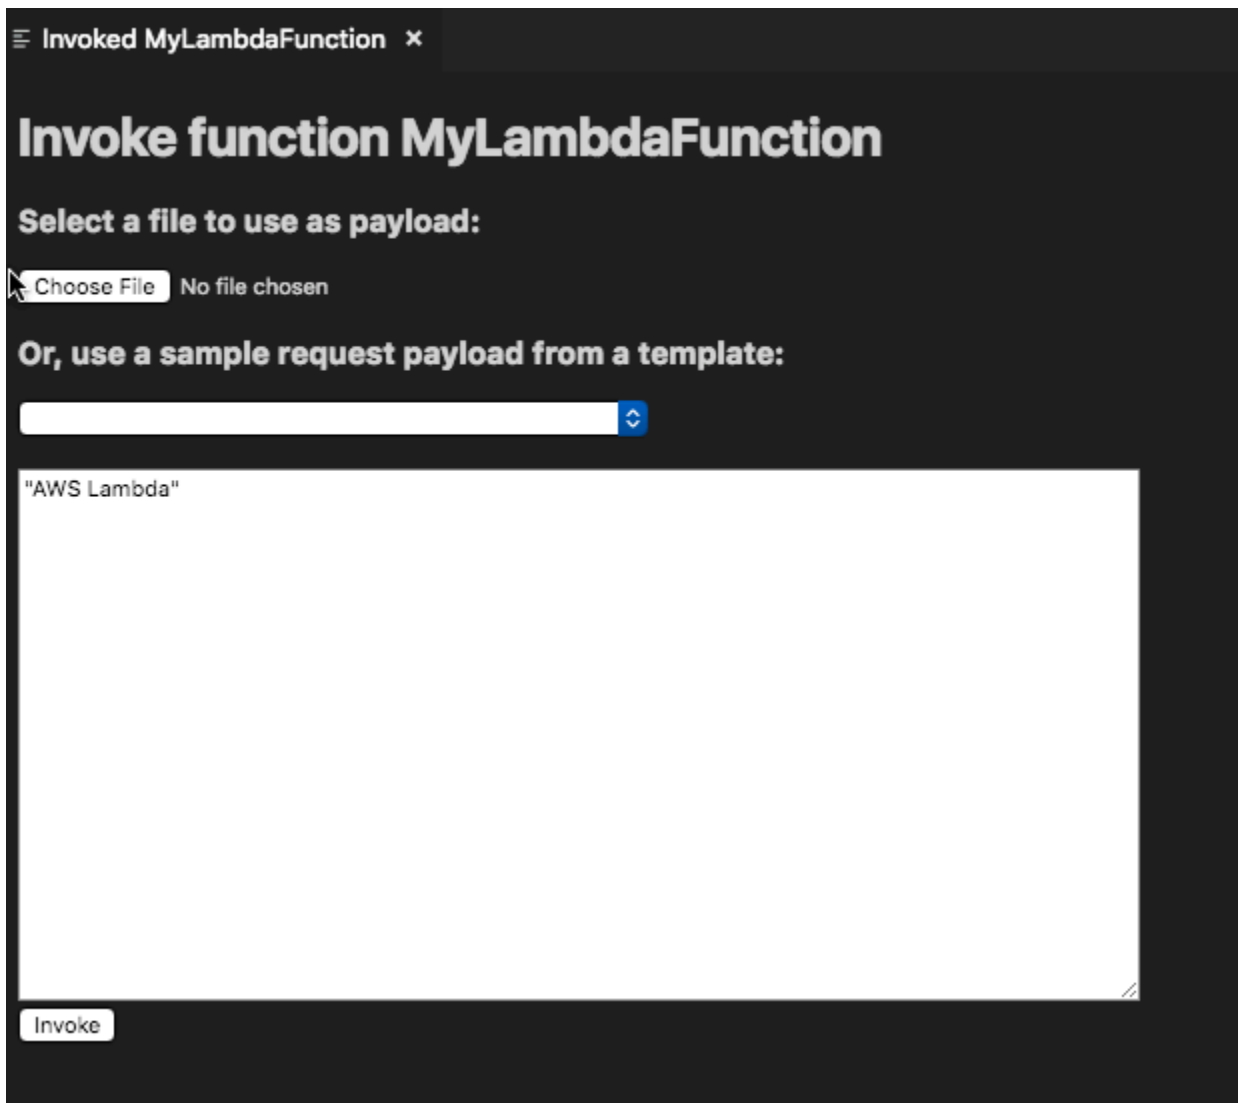 Invoked MyLambdaFunction ×
Invoke function MyLambdaFunction
Select a file to use as payload:
Choose File No file chosen
Or, use a sample request payload from a template:
"AWS Lambda"
Invoke